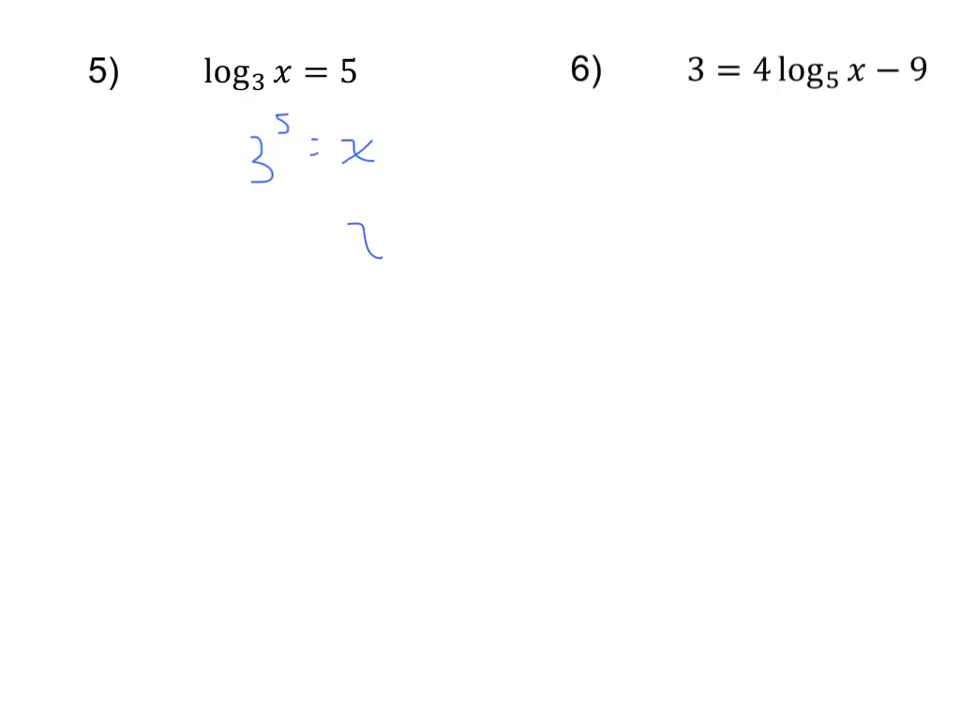 5) log₃ x = 5
6) 3 = 4 log₅ x − 9
3⁵ = x